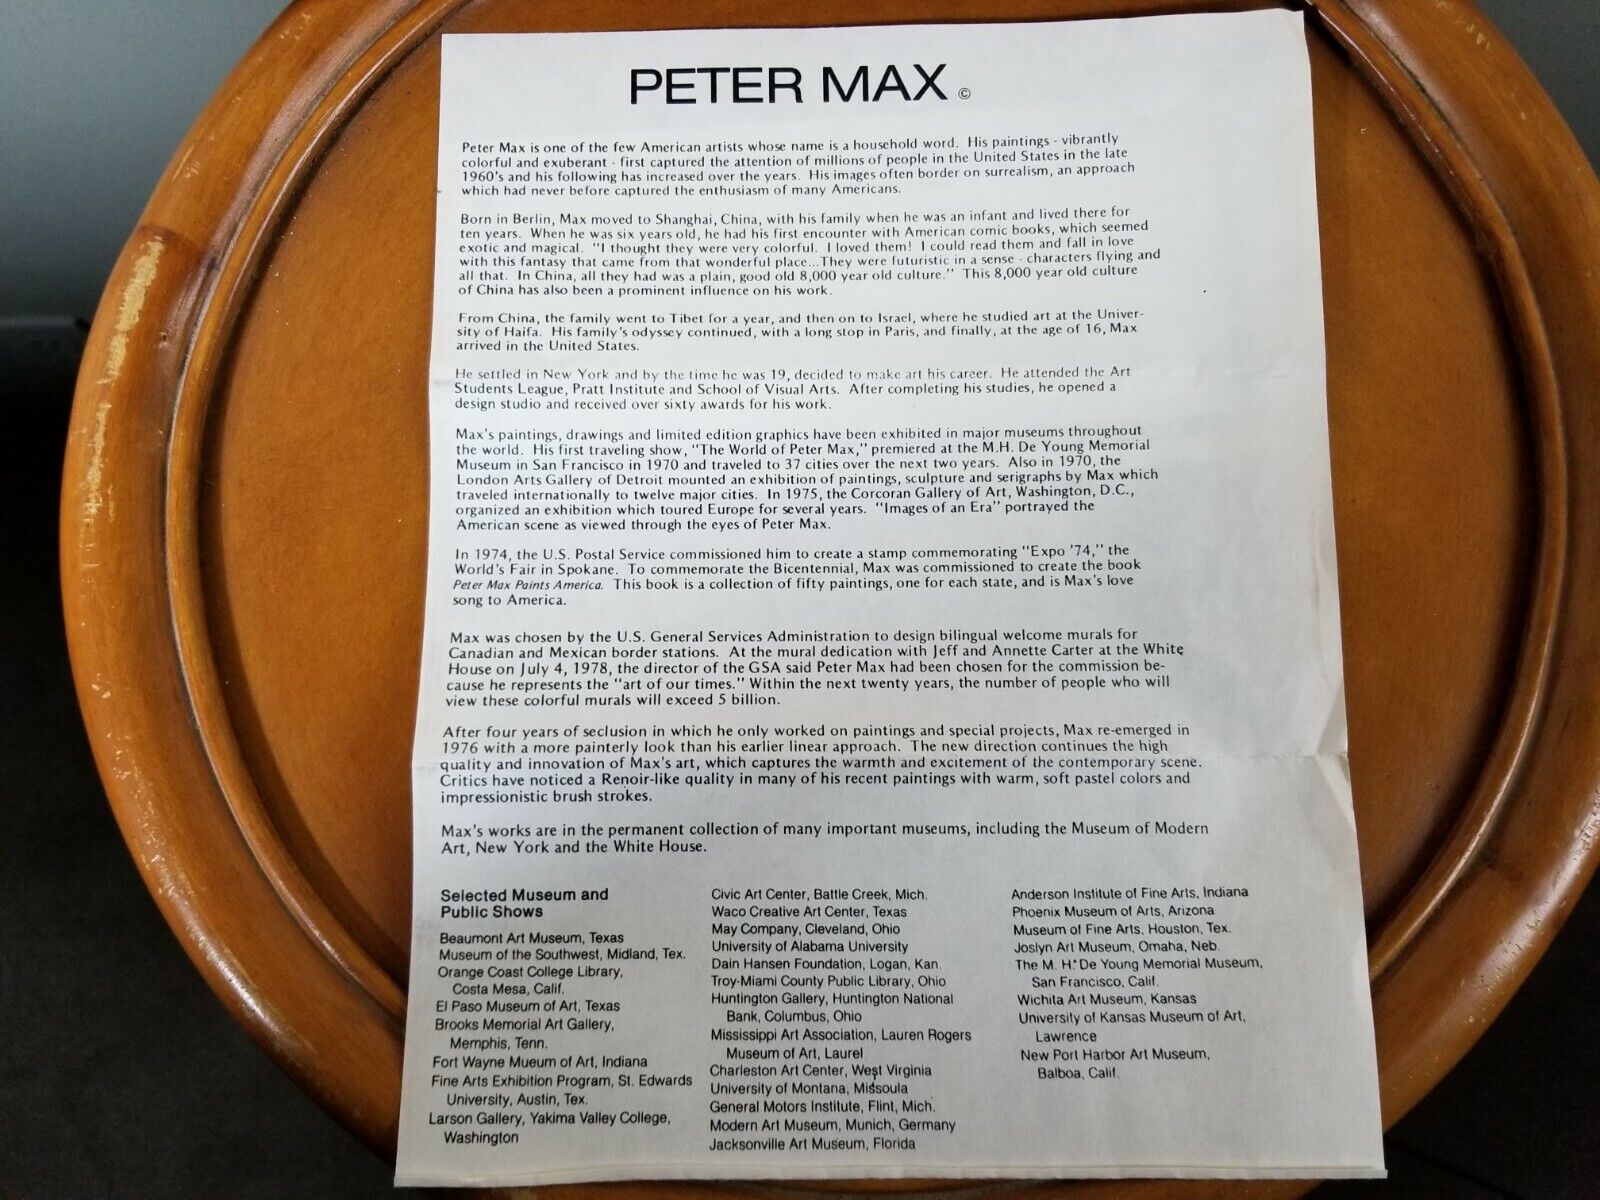 PETER MAX ©
Peter Max is one of the few American artists whose name is a household word. His paintings - vibrantly
colorful and exuberant - first captured the attention of millions of people in the United States in the late
1960's and his following has increased over the years. His images often border on surrealism, an approach
which had never before captured the enthusiasm of many Americans.
Born in Berlin, Max moved to Shanghai, China, with his family when he was an infant and lived there for
ten years. When he was six years old, he had his first encounter with American comic books, which seemed
exotic and magical. "I thought they were very colorful. I loved them! I could read them and fall in love
with this fantasy that came from that wonderful place...They were futuristic in a sense - characters flying and
all that. In China, all they had was a plain, good old 8,000 year old culture." This 8,000 year old culture
of China has also been a prominent influence on his work.
From China, the family went to Tibet for a year, and then on to Israel, where he studied art at the Univer-
sity of Haifa. His family's odyssey continued, with a long stop in Paris, and finally, at the age of 16, Max
arrived in the United States.
He settled in New York and by the time he was 19, decided to make art his career. He attended the Art
Students League, Pratt Institute and School of Visual Arts. After completing his studies, he opened a
design studio and received over sixty awards for his work.
Max's paintings, drawings and limited edition graphics have been exhibited in major museums throughout
the world. His first traveling show, "The World of Peter Max," premiered at the M.H. De Young Memorial
Museum in San Francisco in 1970 and traveled to 37 cities over the next two years. Also in 1970, the
London Arts Gallery of Detroit mounted an exhibition of paintings, sculpture and serigraphs by Max which
traveled internationally to twelve major cities. In 1975, the Corcoran Gallery of Art, Washington, D.C.,
organized an exhibition which toured Europe for several years. "Images of an Era" portrayed the
American scene as viewed through the eyes of Peter Max.
In 1974, the U.S. Postal Service commissioned him to create a stamp commemorating "Expo '74," the
World's Fair in Spokane. To commemorate the Bicentennial, Max was commissioned to create the book
Peter Max Paints America. This book is a collection of fifty paintings, one for each state, and is Max's love
song to America.
Max was chosen by the U.S. General Services Administration to design bilingual welcome murals for
Canadian and Mexican border stations. At the mural dedication with Jeff and Annette Carter at the White
House on July 4, 1978, the director of the GSA said Peter Max had been chosen for the commission be-
cause he represents the "art of our times." Within the next twenty years, the number of people who will
view these colorful murals will exceed 5 billion.
After four years of seclusion in which he only worked on paintings and special projects, Max re-emerged in
1976 with a more painterly look than his earlier linear approach. The new direction continues the high
quality and innovation of Max's art, which captures the warmth and excitement of the contemporary scene.
Critics have noticed a Renoir-like quality in many of his recent paintings with warm, soft pastel colors and
impressionistic brush strokes.
Max's works are in the permanent collection of many important museums, including the Museum of Modern
Art, New York and the White House.
Selected Museum and
Public Shows
Beaumont Art Museum, Texas
Museum of the Southwest, Midland, Tex.
Orange Coast College Library,
Costa Mesa, Calif.
El Paso Museum of Art, Texas
Brooks Memorial Art Gallery,
Memphis, Tenn.
Fort Wayne Mueum of Art, Indiana
Fine Arts Exhibition Program, St. Edwards
University, Austin, Tex.
Larson Gallery, Yakima Valley College,
Washington
Civic Art Center, Battle Creek, Mich.
Waco Creative Art Center, Texas
May Company, Cleveland, Ohio
University of Alabama University
Dain Hansen Foundation, Logan, Kan.
Troy-Miami County Public Library, Ohio
Huntington Gallery, Huntington National
Bank, Columbus, Ohio
Mississippi Art Association, Lauren Rogers
Museum of Art, Laurel
Charleston Art Center, West Virginia
University of Montana, Missoula
General Motors Institute, Flint, Mich.
Modern Art Museum, Munich, Germany
Jacksonville Art Museum, Florida
Anderson Institute of Fine Arts, Indiana
Phoenix Museum of Arts, Arizona
Museum of Fine Arts, Houston, Tex.
Joslyn Art Museum, Omaha, Neb.
The M. H. De Young Memorial Museum,
San Francisco, Calif.
Wichita Art Museum, Kansas
University of Kansas Museum of Art,
Lawrence
New Port Harbor Art Museum,
Balboa, Calif.